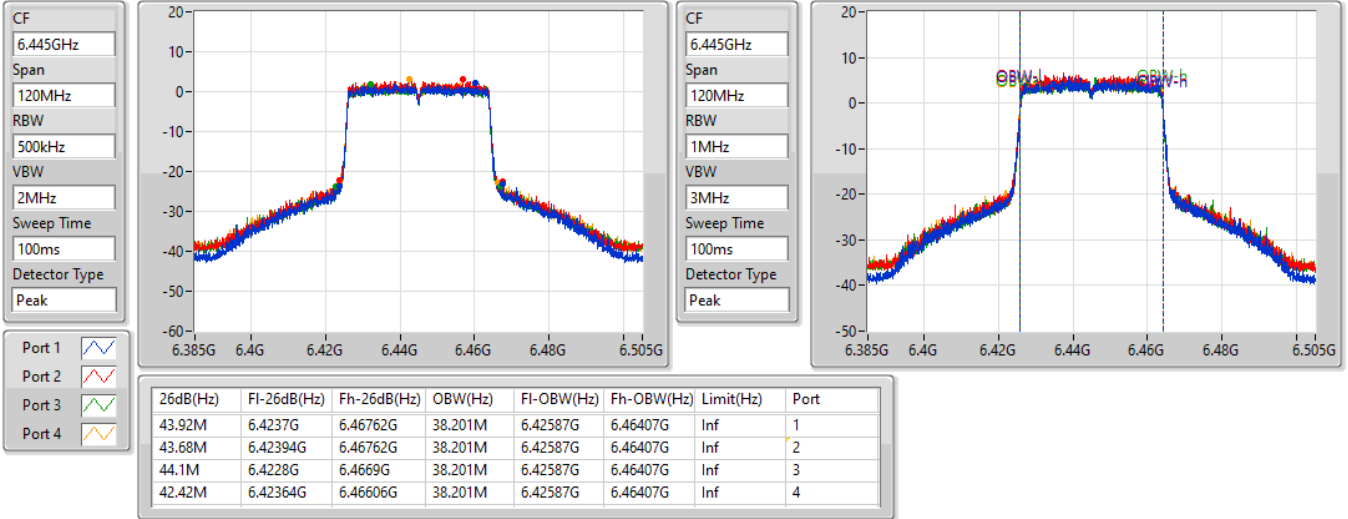 CF
6.445GHz
Span
120MHz
RBW
500kHz
VBW
2MHz
Sweep Time
100ms
Detector Type
Peak
20
10
0
-10
-20
-30
-40
-50
-60
6.385G 6.4G 6.42G 6.44G 6.46G 6.48G 6.505G
CF
6.445GHz
Span
120MHz
RBW
1MHz
VBW
3MHz
Sweep Time
100ms
Detector Type
Peak
20
10
0
-10
-20
-30
-40
-50
OBW-l OBW-h
6.385G 6.4G 6.42G 6.44G 6.46G 6.48G 6.505G
Port 1
Port 2
Port 3
Port 4
26dB(Hz) Fl-26dB(Hz) Fh-26dB(Hz) OBW(Hz) Fl-OBW(Hz) Fh-OBW(Hz) Limit(Hz) Port
43.92M 6.4237G 6.46762G 38.201M 6.42587G 6.46407G Inf 1
43.68M 6.42394G 6.46762G 38.201M 6.42587G 6.46407G Inf 2
44.1M 6.4228G 6.4669G 38.201M 6.42587G 6.46407G Inf 3
42.42M 6.42364G 6.46606G 38.201M 6.42587G 6.46407G Inf 4